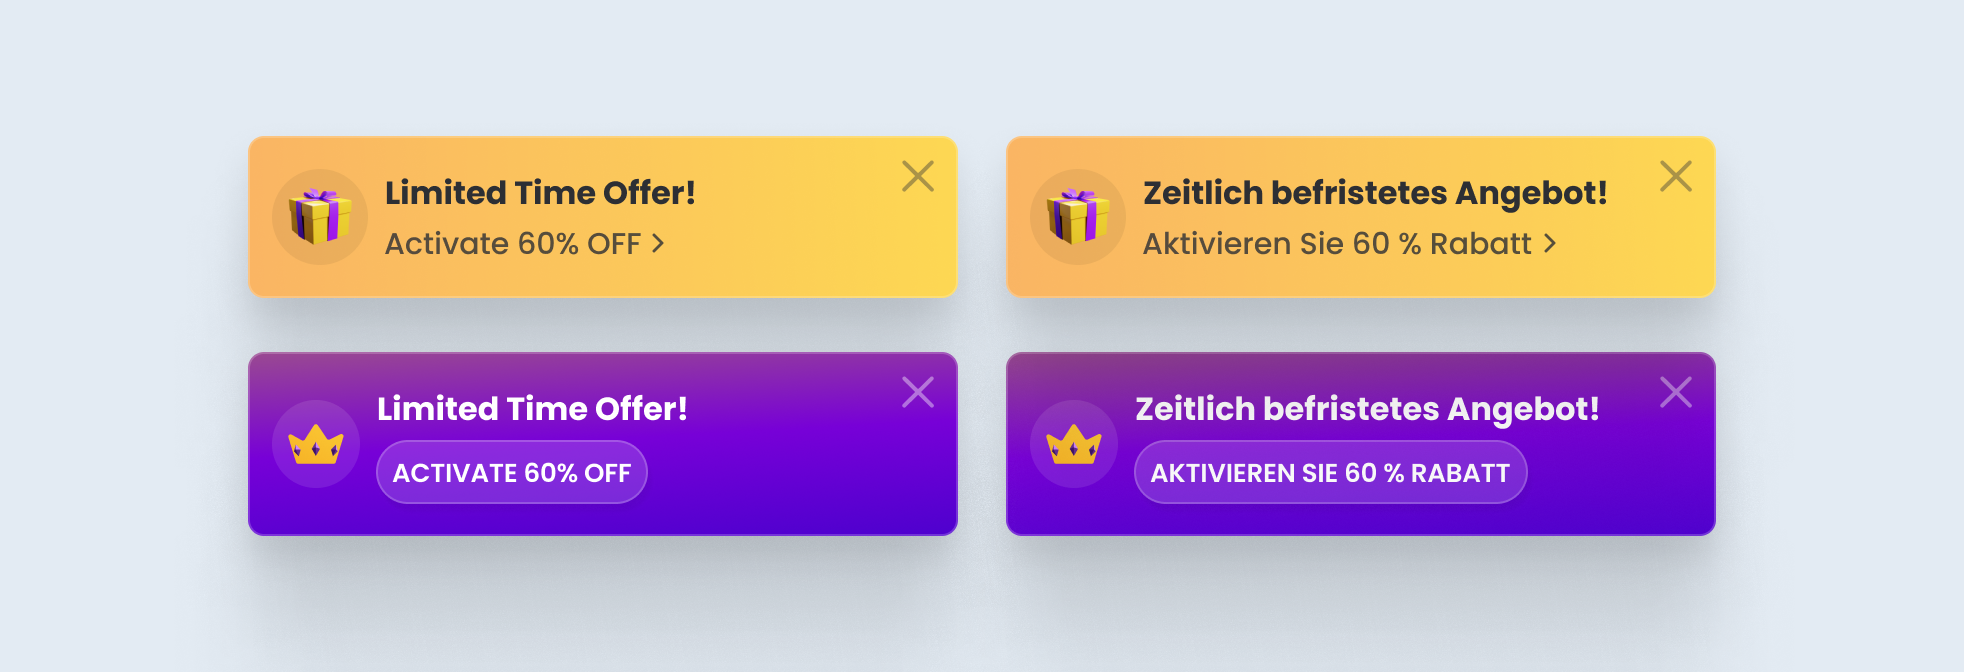 Limited Time Offer!
Activate 60% OFF >
Zeitlich befristetes Angebot!
Aktivieren Sie 60 % Rabatt >
Limited Time Offer!
ACTIVATE 60% OFF
Zeitlich befristetes Angebot!
AKTIVIEREN SIE 60 % RABATT